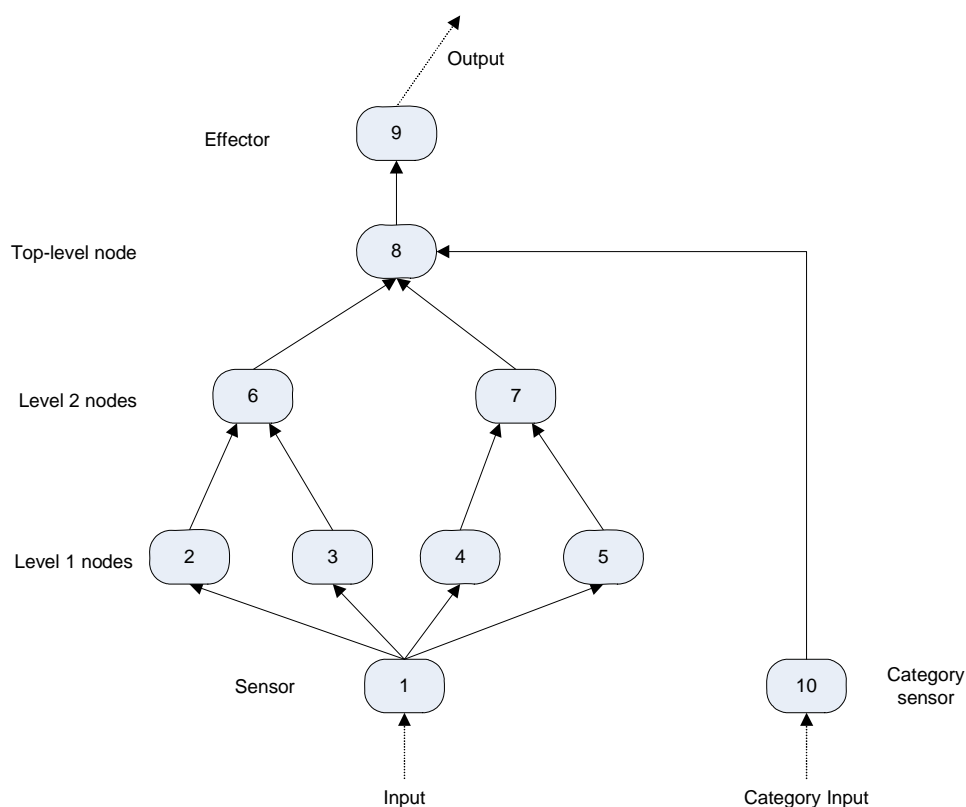 Output
Effector
9
Top-level node
8
Level 2 nodes
6
7
Level 1 nodes
2
3
4
5
Sensor
1
10
Category
sensor
Input
Category Input